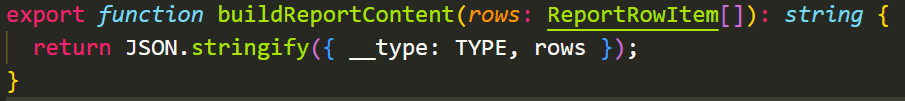 export function buildReportContent(rows: ReportRowItem[]): string {
  return JSON.stringify({ __type: TYPE, rows });
}